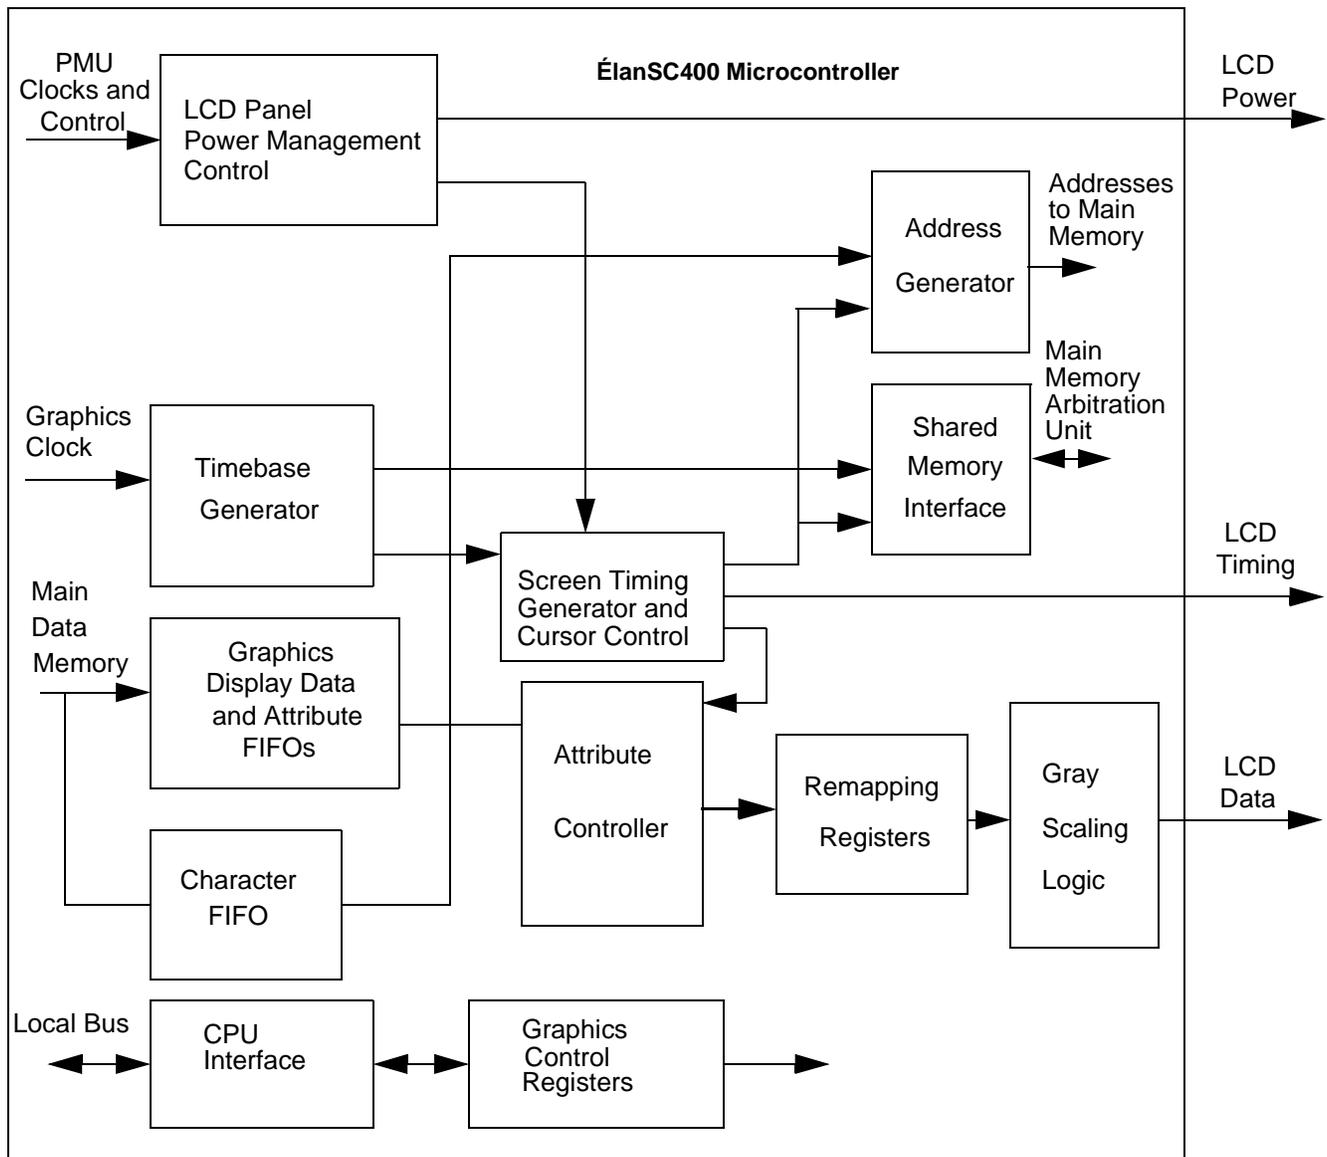 PMU
Clocks and
Control
LCD Panel
Power Management
Control
ÉlanSC400 Microcontroller
LCD
Power
Address
Generator
Addresses
to Main
Memory
Graphics
Clock
Timebase
Generator
Shared
Memory
Interface
Main
Memory
Arbitration
Unit
Screen Timing
Generator and
Cursor Control
LCD
Timing
Main
Data
Memory
Graphics
Display Data
and Attribute
FIFOs
Attribute
Controller
Remapping
Registers
Gray
Scaling
Logic
LCD
Data
Character
FIFO
Local Bus
CPU
Interface
Graphics
Control
Registers